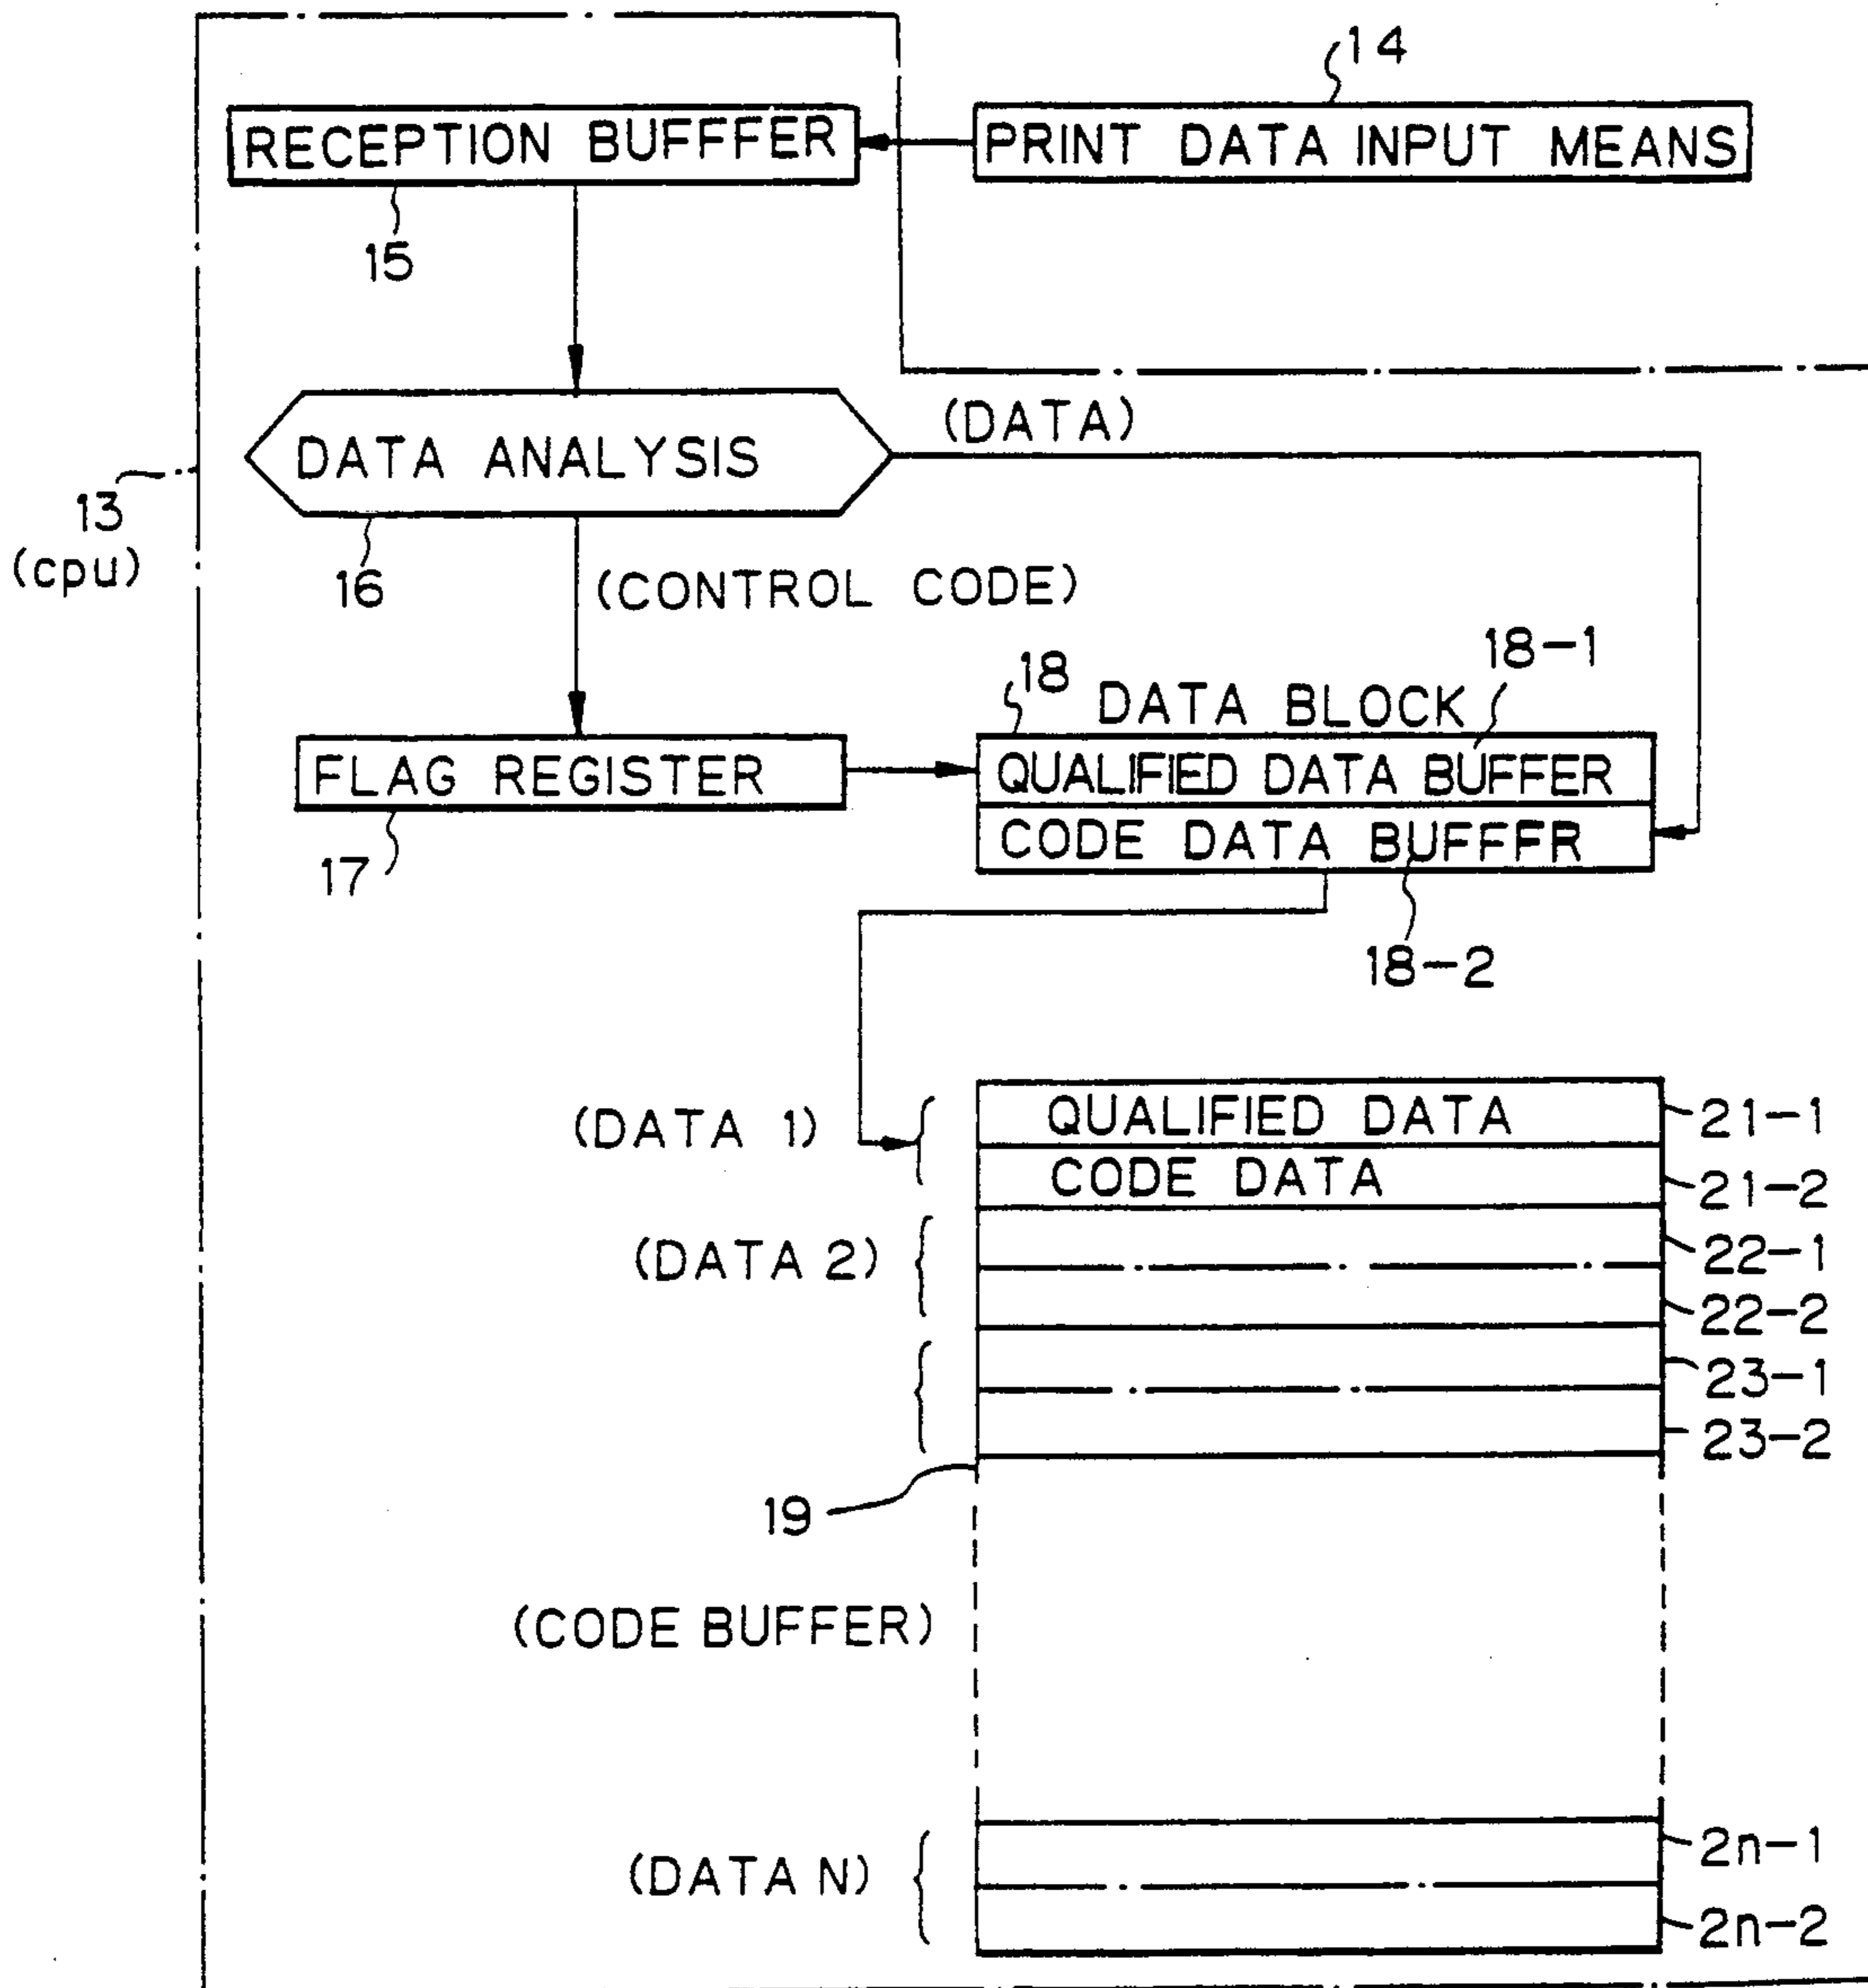 14
RECEPTION BUFFFER
PRINT DATA INPUT MEANS
15
(DATA)
DATA ANALYSIS
13
(cpu)
16
(CONTROL CODE)
18-1
18
DATA BLOCK
FLAG REGISTER
QUALIFIED DATA BUFFER
CODE DATA BUFFFR
17
18-2
(DATA 1)
QUALIFIED DATA
21-1
CODE DATA
21-2
(DATA 2)
22-1
22-2
23-1
23-2
19
(CODE BUFFER)
2n-1
(DATA N)
2n-2